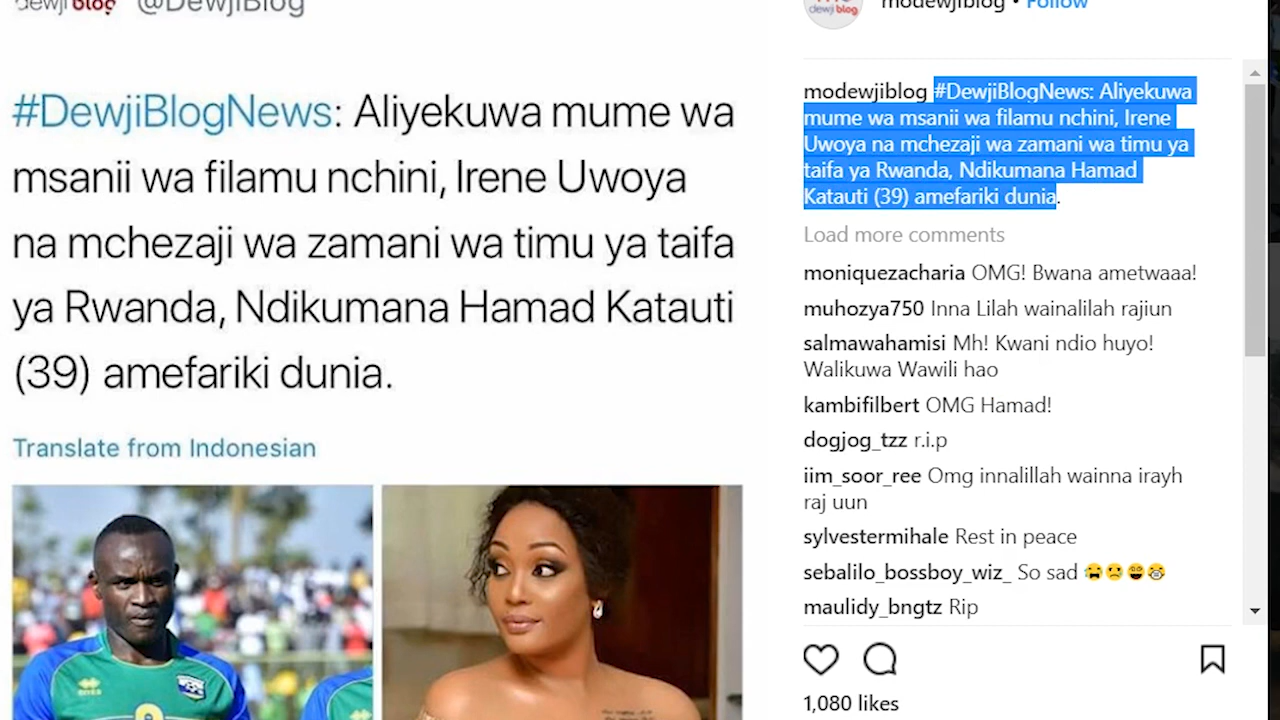 dewji blog @DewjiBlog
#DewjiBlogNews: Aliyekuwa mume wa
msanii wa filamu nchini, Irene Uwoya
na mchezaji wa zamani wa timu ya taifa
ya Rwanda, Ndikumana Hamad Katauti
(39) amefariki dunia.
Translate from Indonesian
dewji blog
modewjiblog • Follow
modewjiblog #DewjiBlogNews: Aliyekuwa
mume wa msanii wa filamu nchini, Irene
Uwoya na mchezaji wa zamani wa timu ya
taifa ya Rwanda, Ndikumana Hamad
Katauti (39) amefariki dunia.
Load more comments
moniquezacharia OMG! Bwana ametwaaa!
muhozya750 Inna Lilah wainalilah rajiun
salmawahamisi Mh! Kwani ndio huyo!
Walikuwa Wawili hao
kambifilbert OMG Hamad!
dogjog_tzz r.i.p
iim_soor_ree Omg innalillah wainna irayh
raj uun
sylvestermihale Rest in peace
sebalilo_bossboy_wiz_ So sad
maulidy_bngtz Rip
1,080 likes